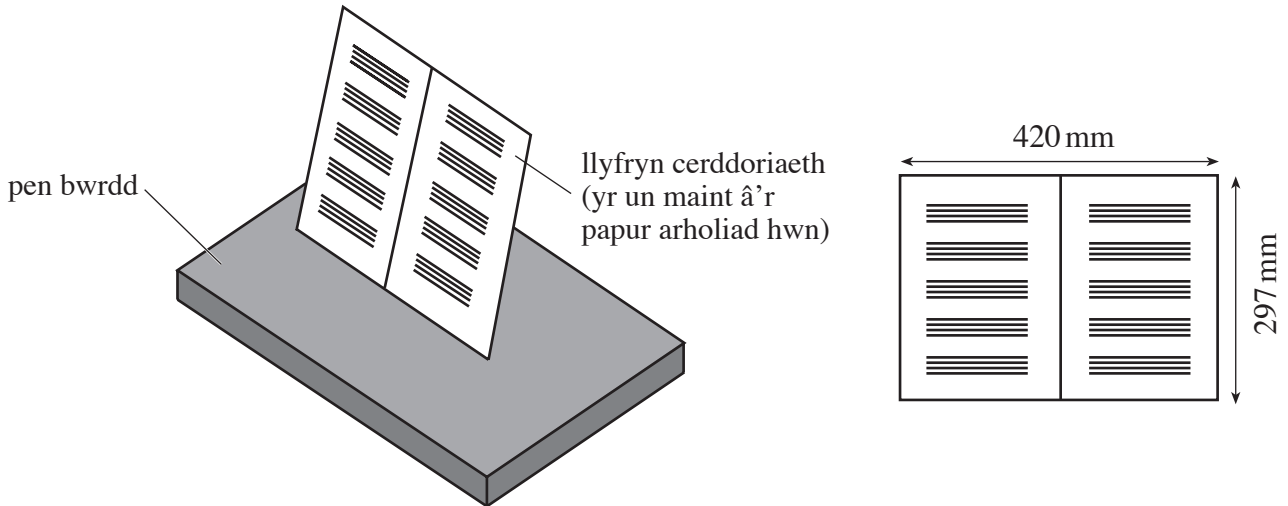 pen bwrdd
llyfryn cerddoriaeth
(yr un maint â’r
papur arholiad hwn)
420 mm
297 mm